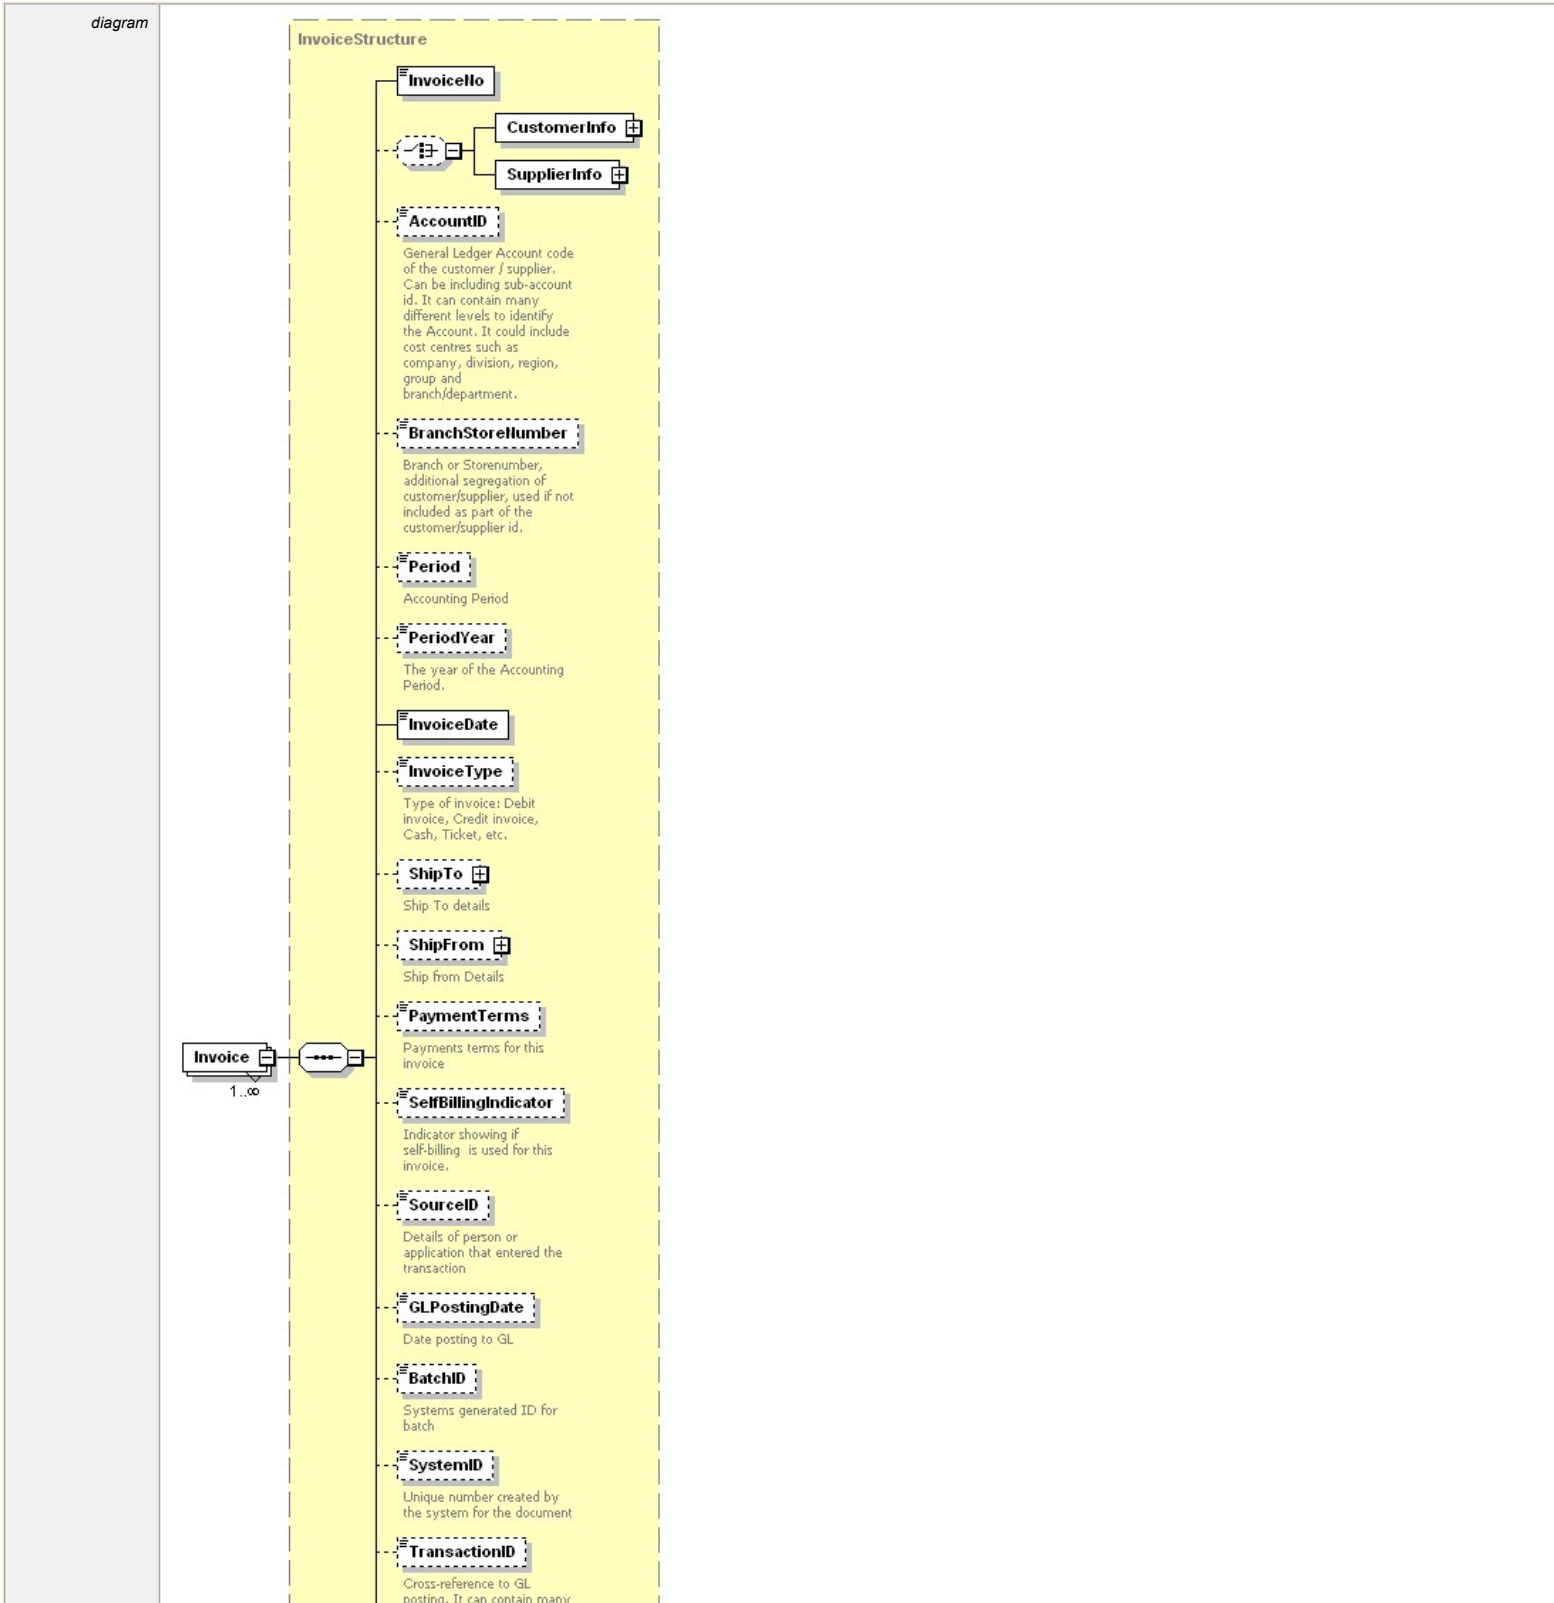 diagram
InvoiceStructure
InvoiceNo
CustomerInfo
SupplierInfo
AccountID
General Ledger Account code
of the customer / supplier.
Can be including sub-account
id. It can contain many
different levels to identify
the Account. It could include
cost centres such as
company, division, region,
group and
branch/department.
BranchStoreNumber
Branch or Storenumber,
additional segregation of
customer/supplier, used if not
included as part of the
customer/supplier id.
Period
Accounting Period
PeriodYear
The year of the Accounting
Period.
InvoiceDate
InvoiceType
Type of invoice: Debit
invoice, Credit invoice,
Cash, Ticket, etc.
ShipTo
Ship To details
ShipFrom
Ship from Details
PaymentTerms
Payments terms for this
invoice
Invoice
1..∞
SelfBillingIndicator
Indicator showing if
self-billing  is used for this
invoice.
SourceID
Details of person or
application that entered the
transaction
GLPostingDate
Date posting to GL
BatchID
Systems generated ID for
batch
SystemID
Unique number created by
the system for the document
TransactionID
Cross-reference to GL
posting. It can contain many